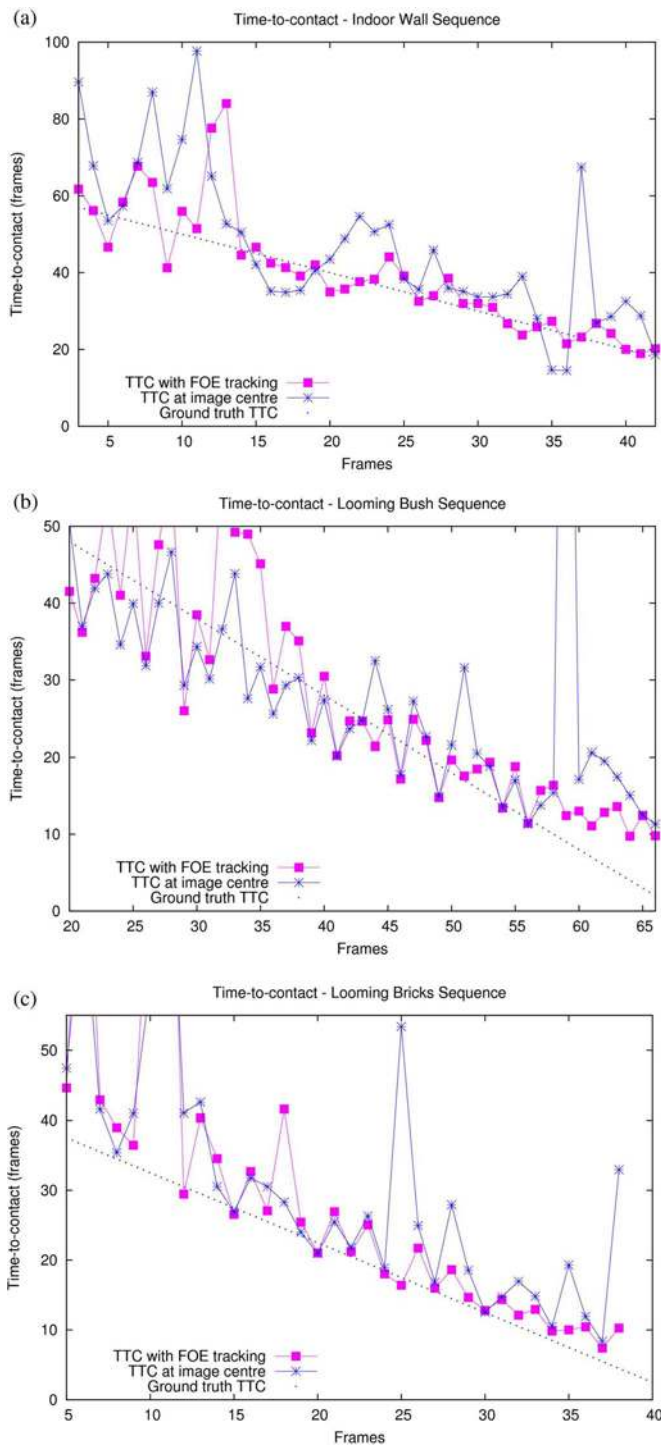 (a)
Time-to-contact - Indoor Wall Sequence
100
80
60
40
20
0
Time-to-contact (frames)
TTC with FOE tracking
TTC at image centre
Ground truth TTC
5 10 15 20 25 30 35 40
Frames
(b)
Time-to-contact - Looming Bush Sequence
50
40
30
20
10
0
Time-to-contact (frames)
TTC with FOE tracking
TTC at image centre
Ground truth TTC
20 25 30 35 40 45 50 55 60 65
Frames
(c)
Time-to-contact - Looming Bricks Sequence
50
40
30
20
10
0
Time-to-contact (frames)
TTC with FOE tracking
TTC at image centre
Ground truth TTC
5 10 15 20 25 30 35 40
Frames